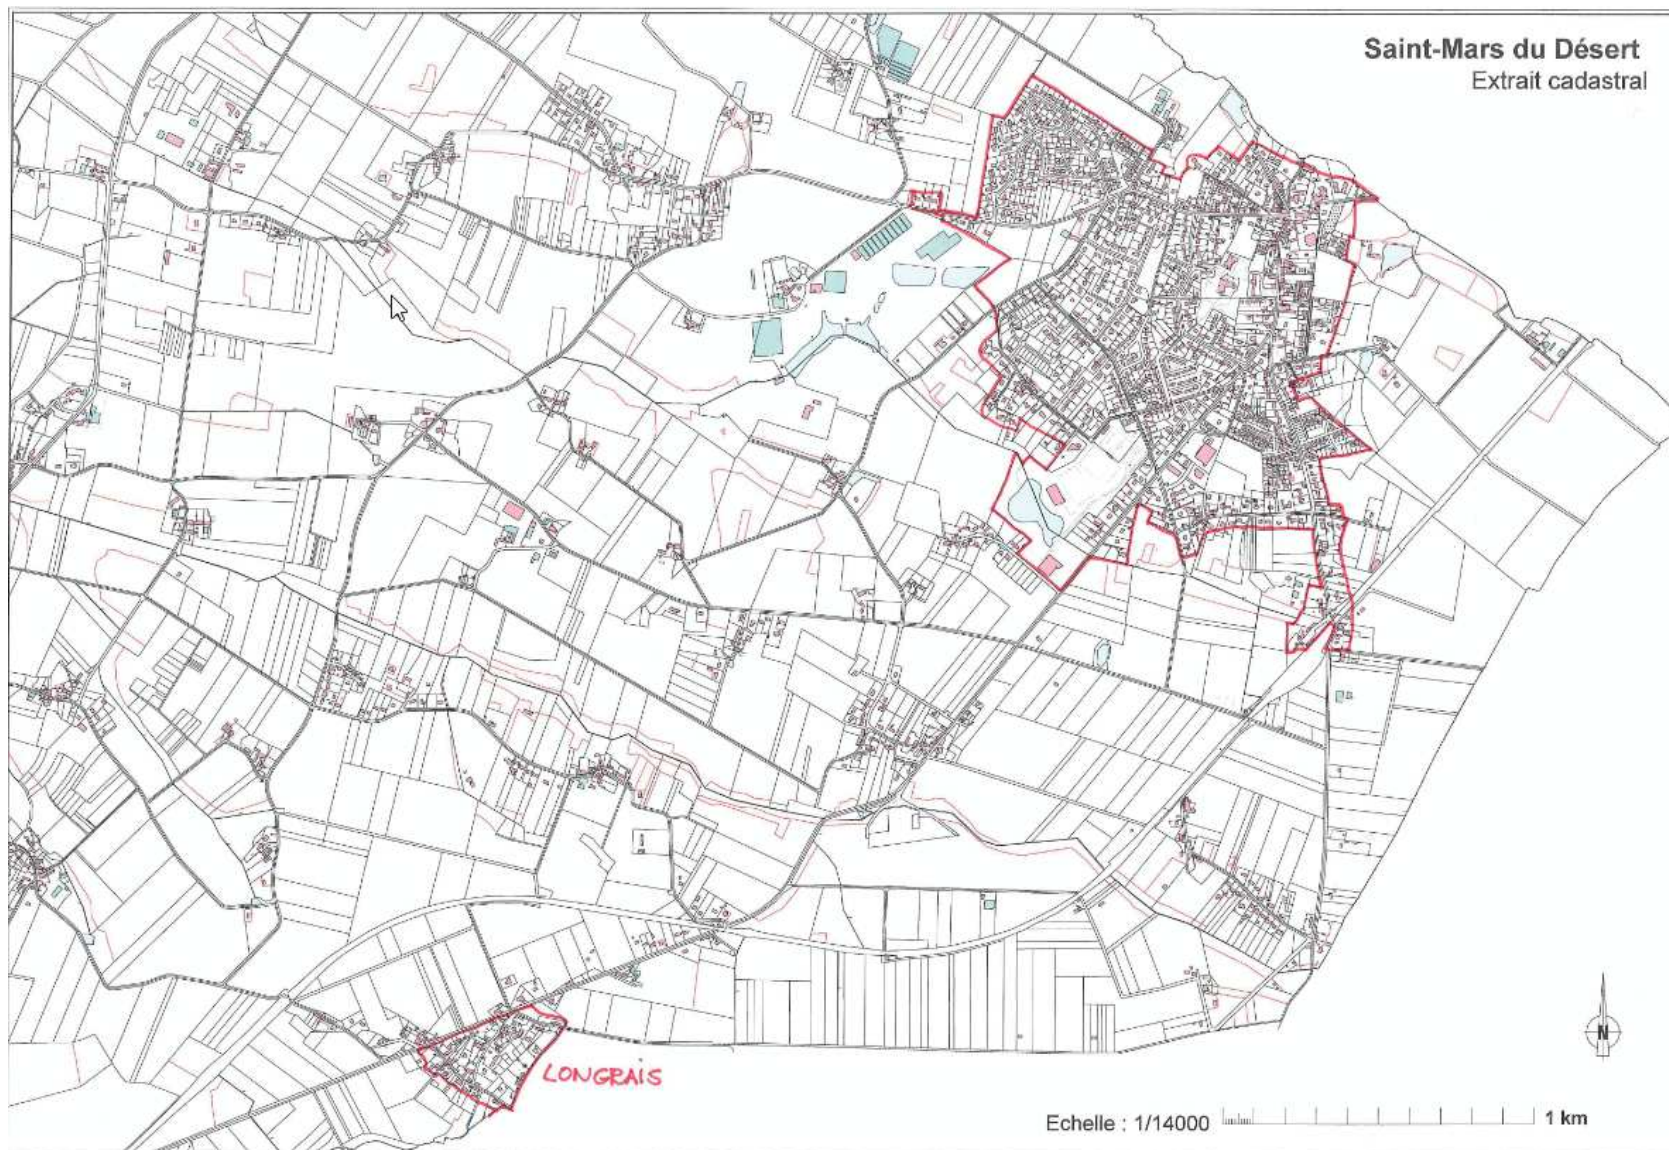 Saint-Mars du Désert
Extrait cadastral
LONGRAIS
N
Echelle : 1/14000
1 km